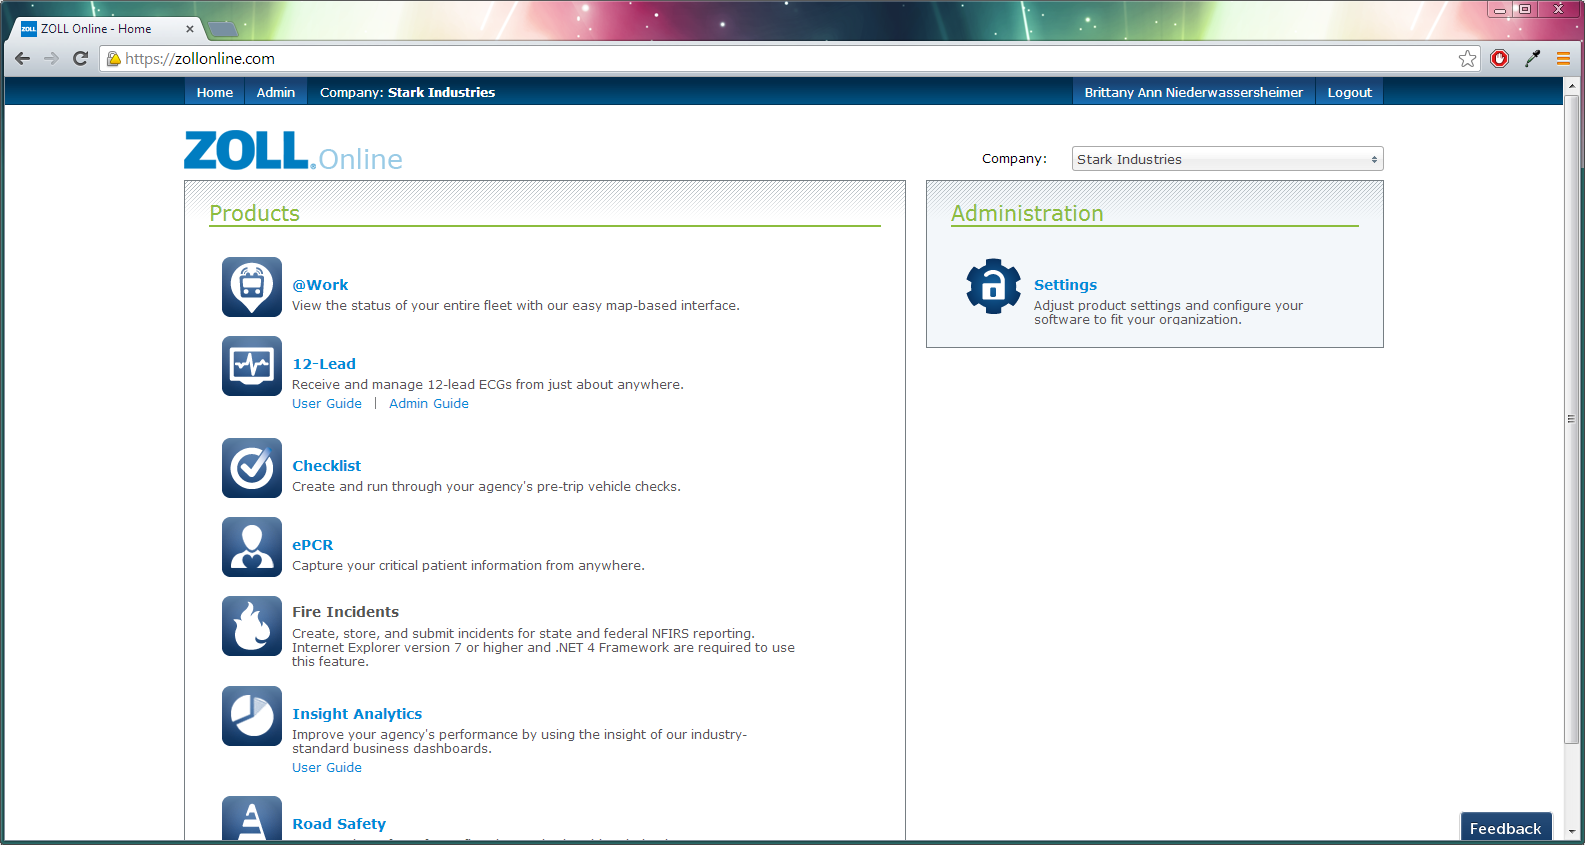 ZOLL ZOLL Online - Home
https://zollonline.com
Home Admin Company: Stark Industries Brittany Ann Niederwassersheimer Logout
ZOLL.Online
Company: Stark Industries
Products
@Work
View the status of your entire fleet with our easy map-based interface.
12-Lead
Receive and manage 12-lead ECGs from just about anywhere.
User Guide | Admin Guide
Checklist
Create and run through your agency's pre-trip vehicle checks.
ePCR
Capture your critical patient information from anywhere.
Fire Incidents
Create, store, and submit incidents for state and federal NFIRS reporting.
Internet Explorer version 7 or higher and .NET 4 Framework are required to use
this feature.
Insight Analytics
Improve your agency's performance by using the insight of our industry-
standard business dashboards.
User Guide
Road Safety
Administration
Settings
Adjust product settings and configure your
software to fit your organization.
Feedback